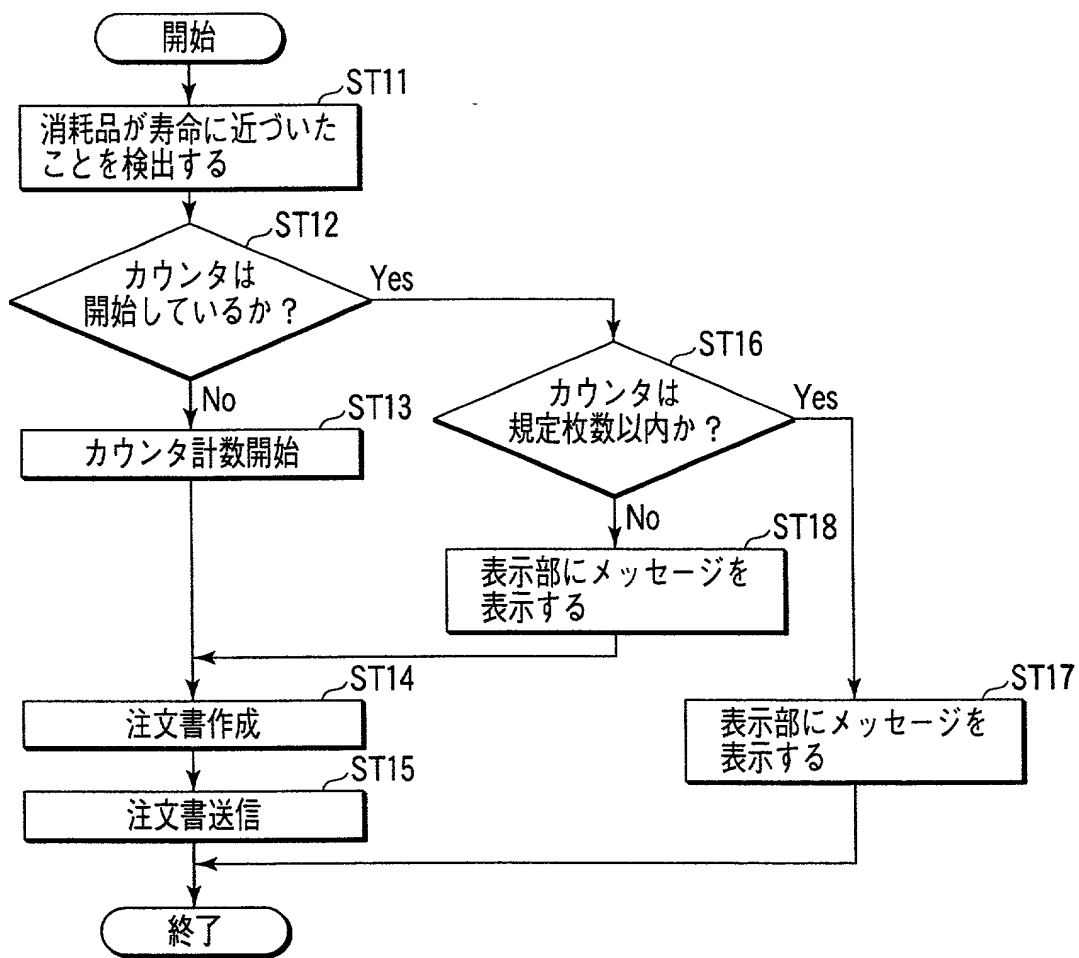 開始
ST11
消耗品が寿命に近づいた
ことを検出する
ST12
カウンタは
開始しているか？
Yes
No
ST13
カウンタ計数開始
ST16
カウンタは
規定枚数以内か？
Yes
No
ST18
表示部にメッセージを
表示する
ST14
注文書作成
ST17
表示部にメッセージを
表示する
ST15
注文書送信
終了